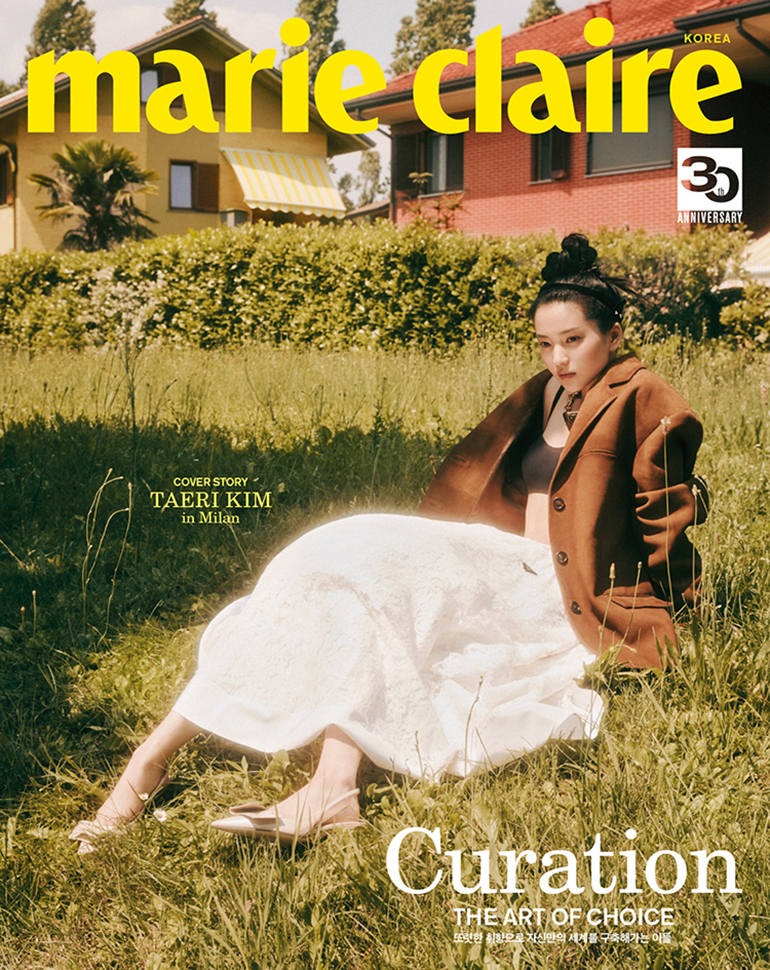 marie claire
KOREA
30th
ANNIVERSARY
COVER STORY
TAERI KIM
in Milan
Curation
THE ART OF CHOICE
또렷한 취향으로 자신만의 세계를 구축해가는 이들